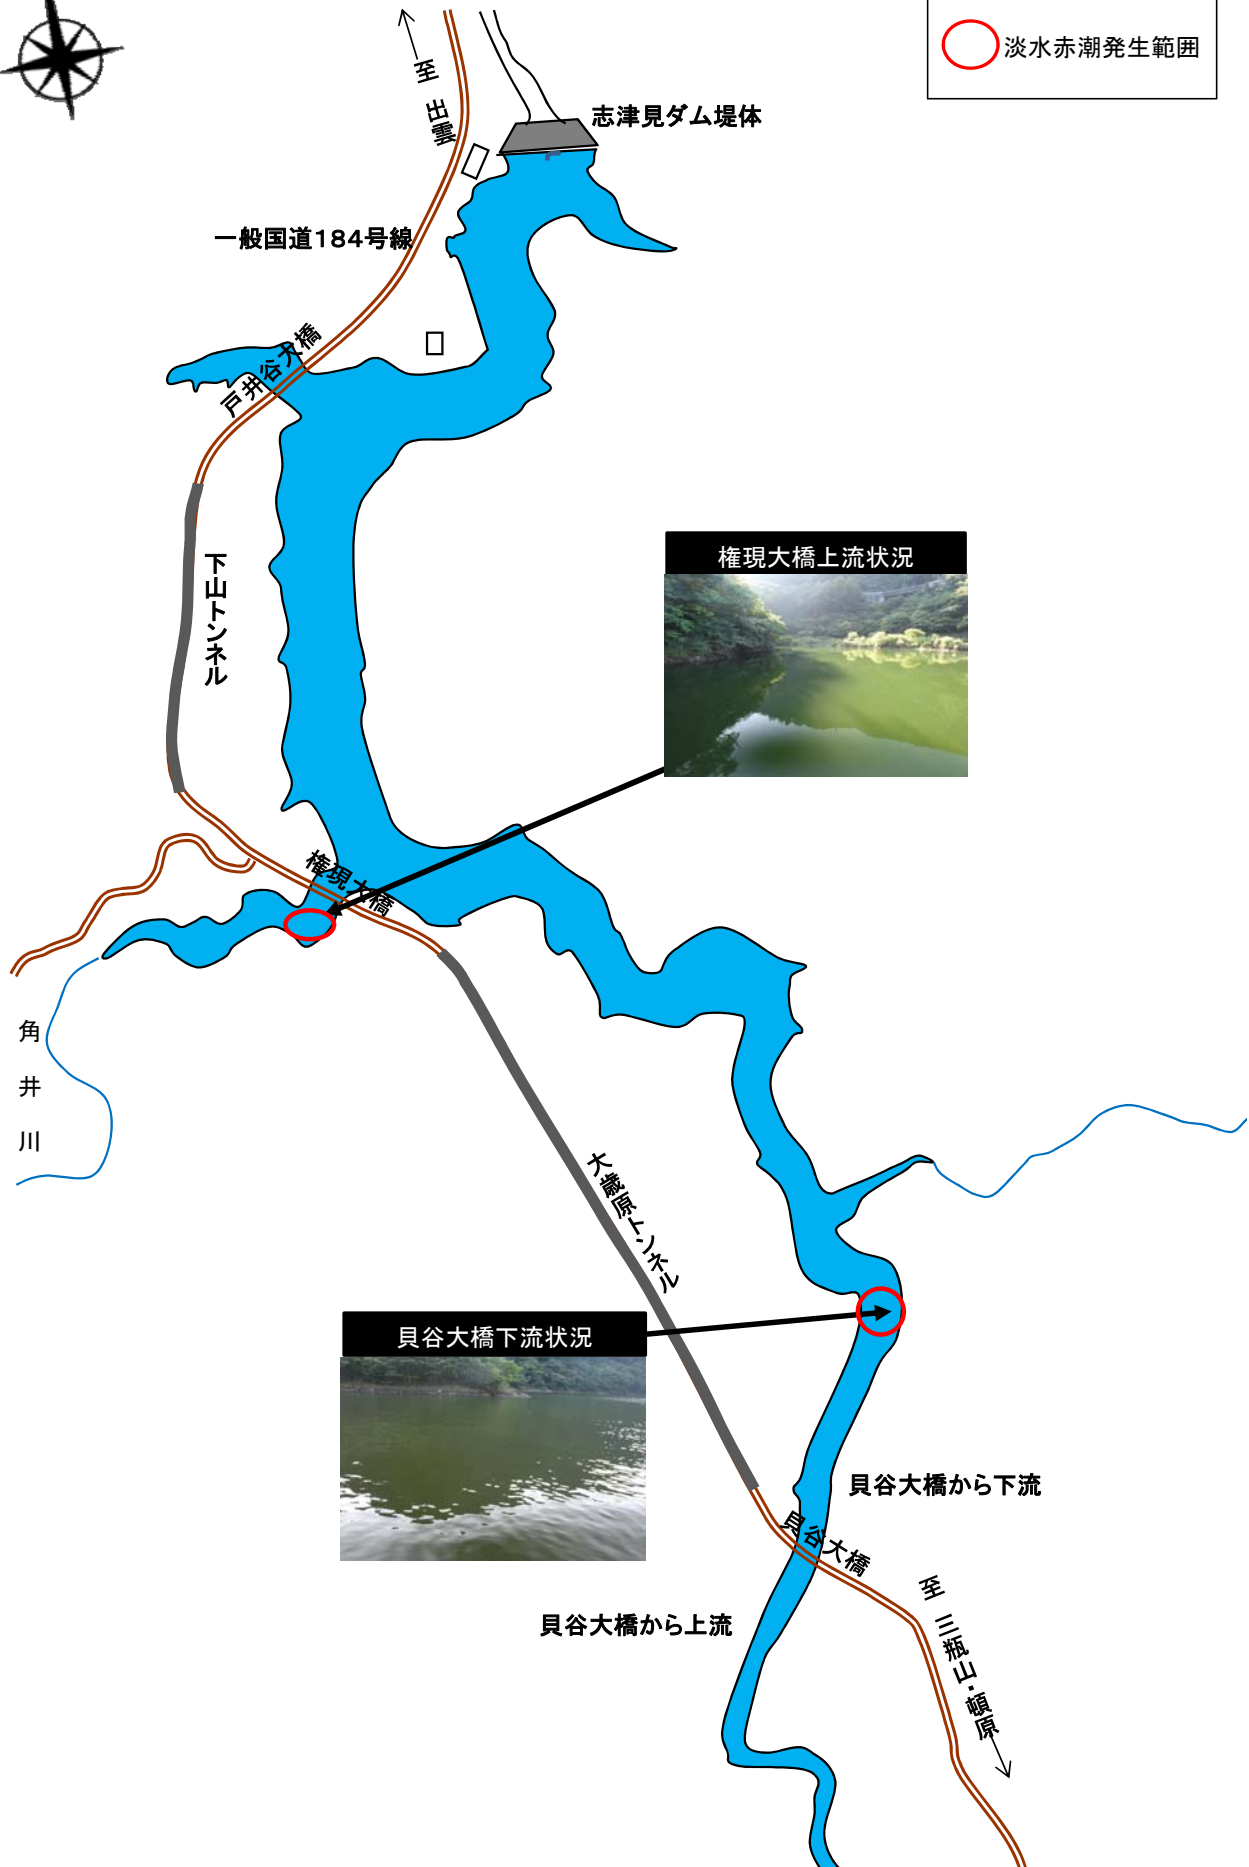 淡水赤潮発生範囲
至 出雲
志津見ダム堤体
一般国道184号線
戸井谷大橋
下山トンネル
権現大橋上流状況
権現大橋
角井川
大歳原トンネル
貝谷大橋下流状況
貝谷大橋から下流
貝谷大橋
至 三瓶山・頓原
貝谷大橋から上流